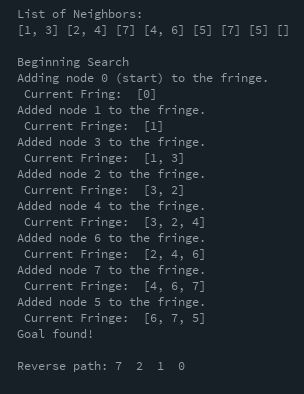 List of Neighbors:
[1, 3] [2, 4] [7] [4, 6] [5] [7] [5] []
Beginning Search
Adding node 0 (start) to the fringe.
Current Fring: [0]
Added node 1 to the fringe.
Current Fringe: [1]
Added node 3 to the fringe.
Current Fringe: [1, 3]
Added node 2 to the fringe.
Current Fringe: [3, 2]
Added node 4 to the fringe.
Current Fringe: [3, 2, 4]
Added node 6 to the fringe.
Current Fringe: [2, 4, 6]
Added node 7 to the fringe.
Current Fringe: [4, 6, 7]
Added node 5 to the fringe.
Current Fringe: [6, 7, 5]
Goal found!
Reverse path: 7 2 1 0